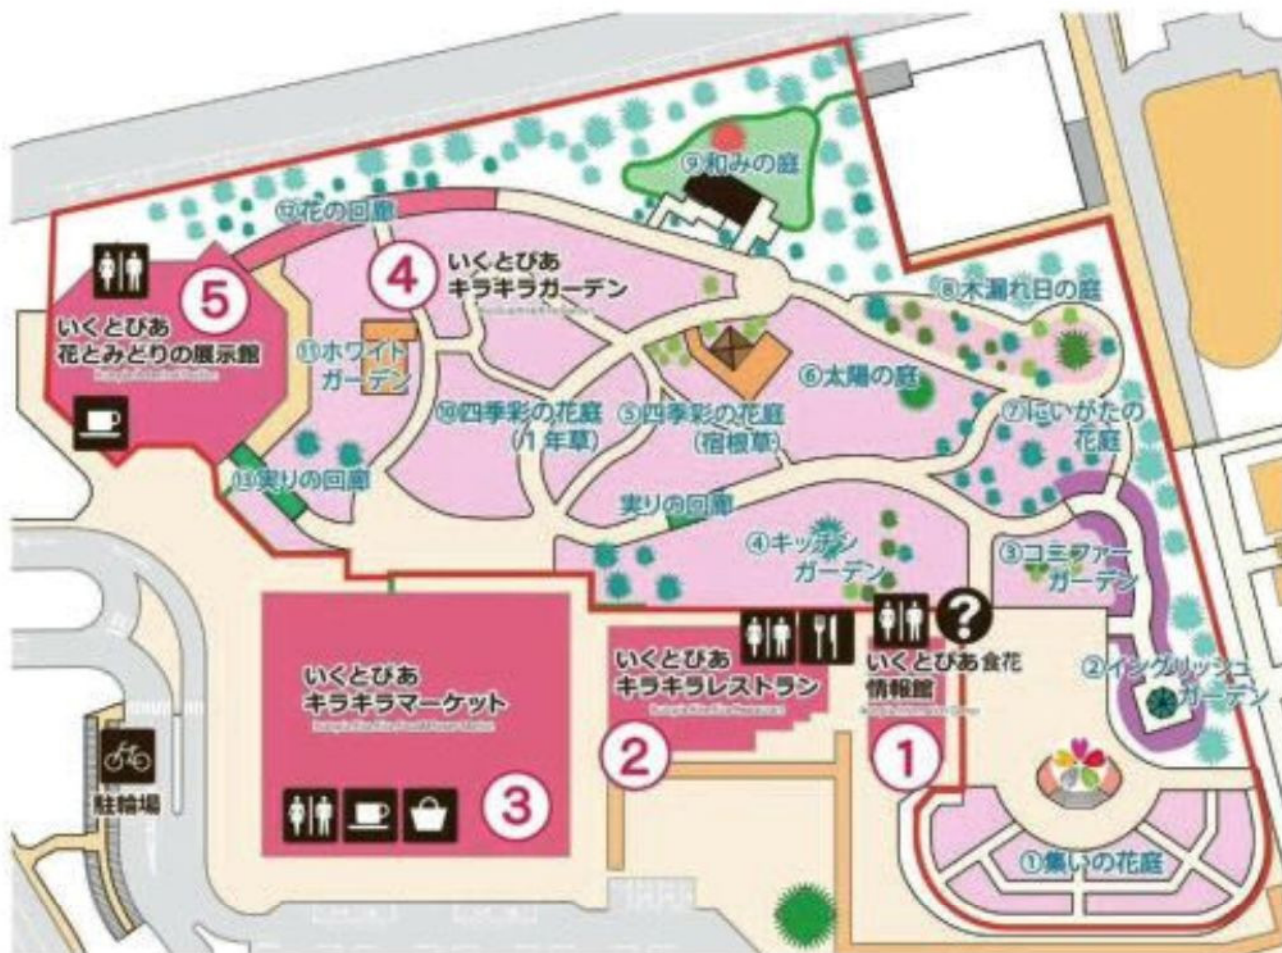 ⑨和みの庭
⑫花の回廊
④
いくとぴあ
キラキラガーデン
⑧木漏れ日の庭
⑤
いくとぴあ
花とみどりの展示館
⑪ホワイト
ガーデン
⑥太陽の庭
⑩四季彩の花庭
(1年草)
⑤四季彩の花庭
(宿根草)
⑦にいがたの
花庭
⑬実りの回廊
実りの回廊
④キッチン
ガーデン
③コニファー
ガーデン
?
いくとぴあ
キラキラマーケット
③
いくとぴあ
キラキラレストラン
②
いくとぴあ食花
情報館
①
②イングリッシュ
ガーデン
駐輪場
①集いの花庭